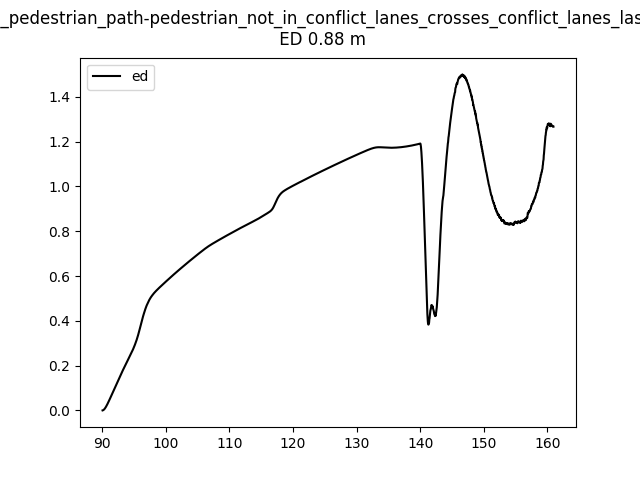 _pedestrian_path-pedestrian_not_in_conflict_lanes_crosses_conflict_lanes_las
ED 0.88 m
ed
1.4
1.2
1.0
0.8
0.6
0.4
0.2
0.0
90 100 110 120 130 140 150 160